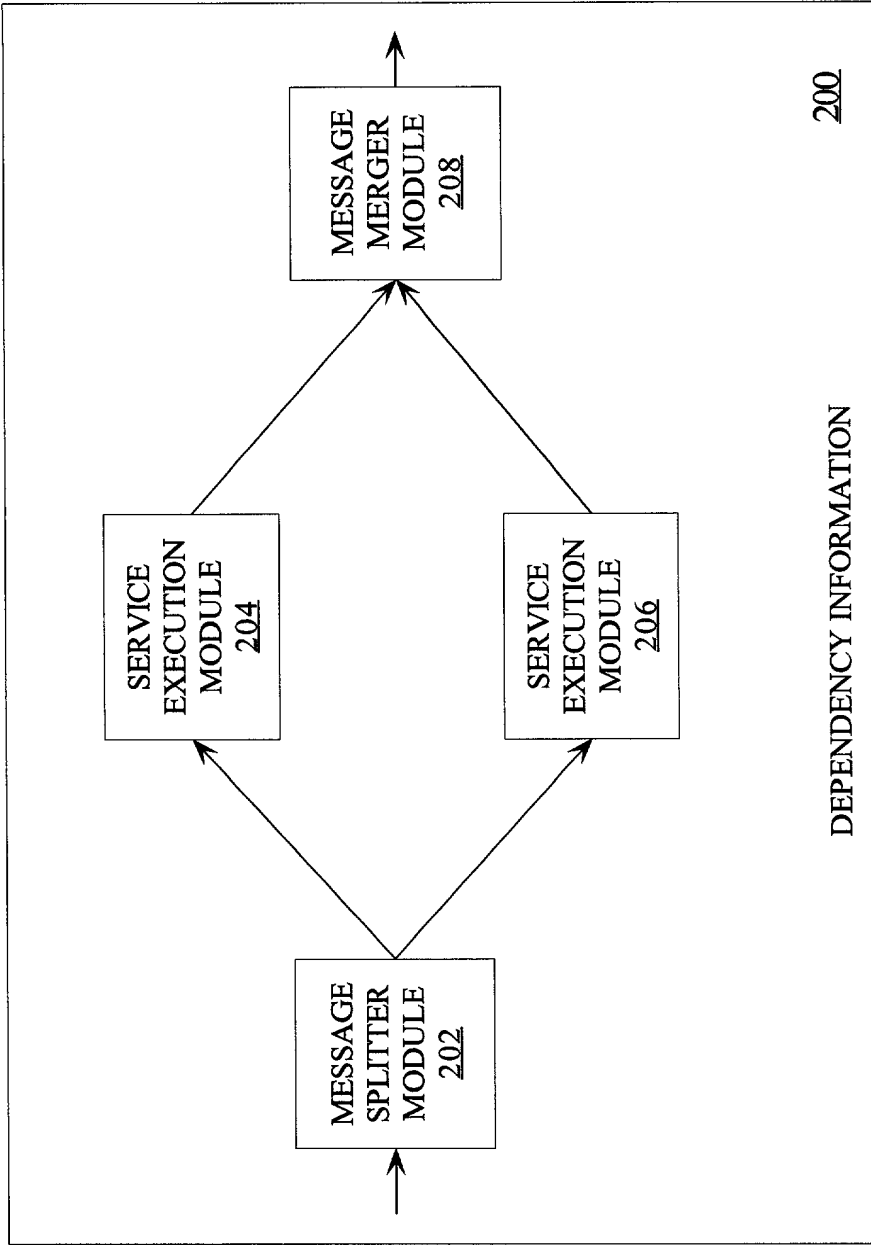 MESSAGE
SPLITTER
MODULE
202
SERVICE
EXECUTION
MODULE
204
SERVICE
EXECUTION
MODULE
206
MESSAGE
MERGER
MODULE
208
DEPENDENCY INFORMATION
200